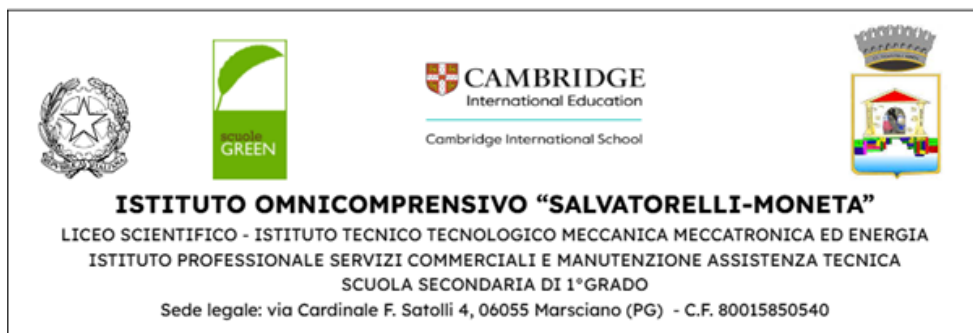 scuole
GREEN
CAMBRIDGE
International Education
Cambridge International School
ISTITUTO OMNICOMPRENSIVO “SALVATORELLI-MONETA”
LICEO SCIENTIFICO - ISTITUTO TECNICO TECNOLOGICO MECCANICA MECCATRONICA ED ENERGIA
ISTITUTO PROFESSIONALE SERVIZI COMMERCIALI E MANUTENZIONE ASSISTENZA TECNICA
SCUOLA SECONDARIA DI 1°GRADO
Sede legale: via Cardinale F. Satolli 4, 06055 Marsciano (PG) - C.F. 80015850540